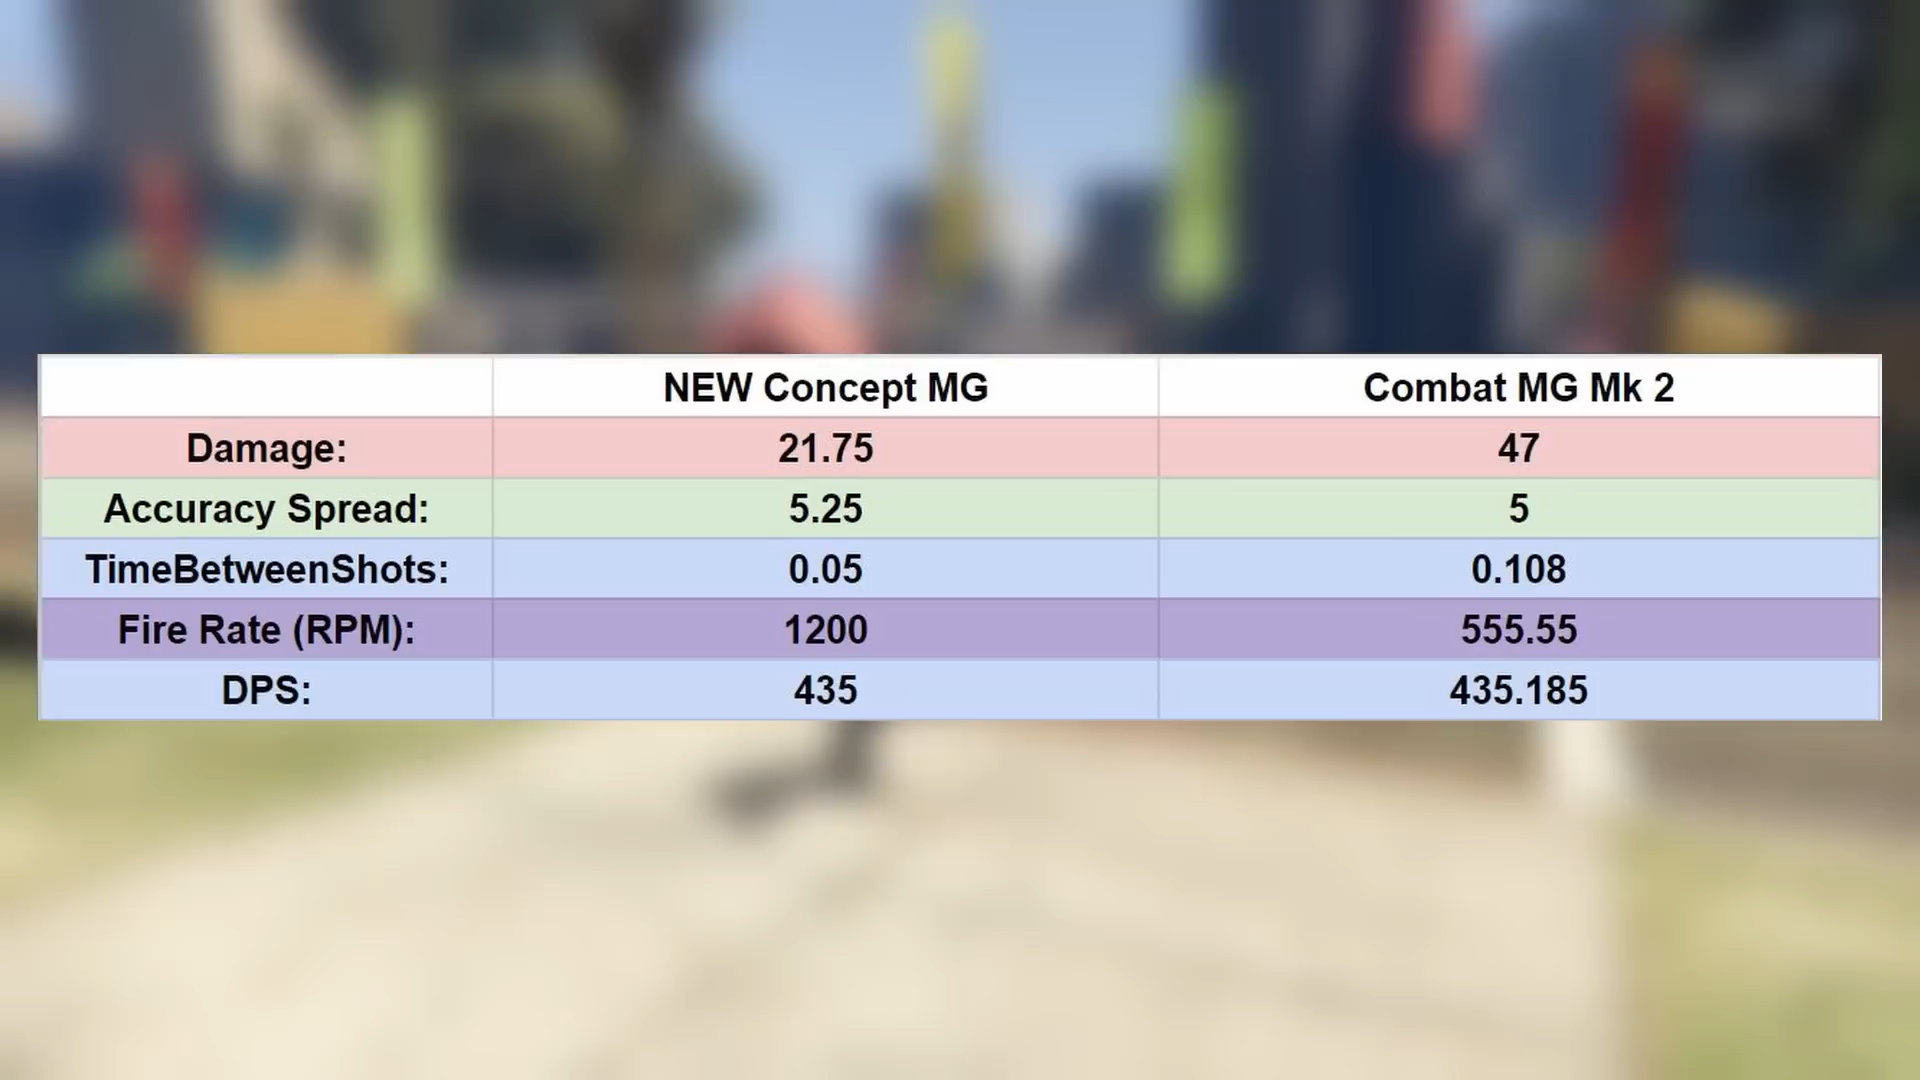 NEW Concept MG Combat MG Mk 2
Damage: 21.75 47
Accuracy Spread: 5.25 5
TimeBetweenShots: 0.05 0.108
Fire Rate (RPM): 1200 555.55
DPS: 435 435.185